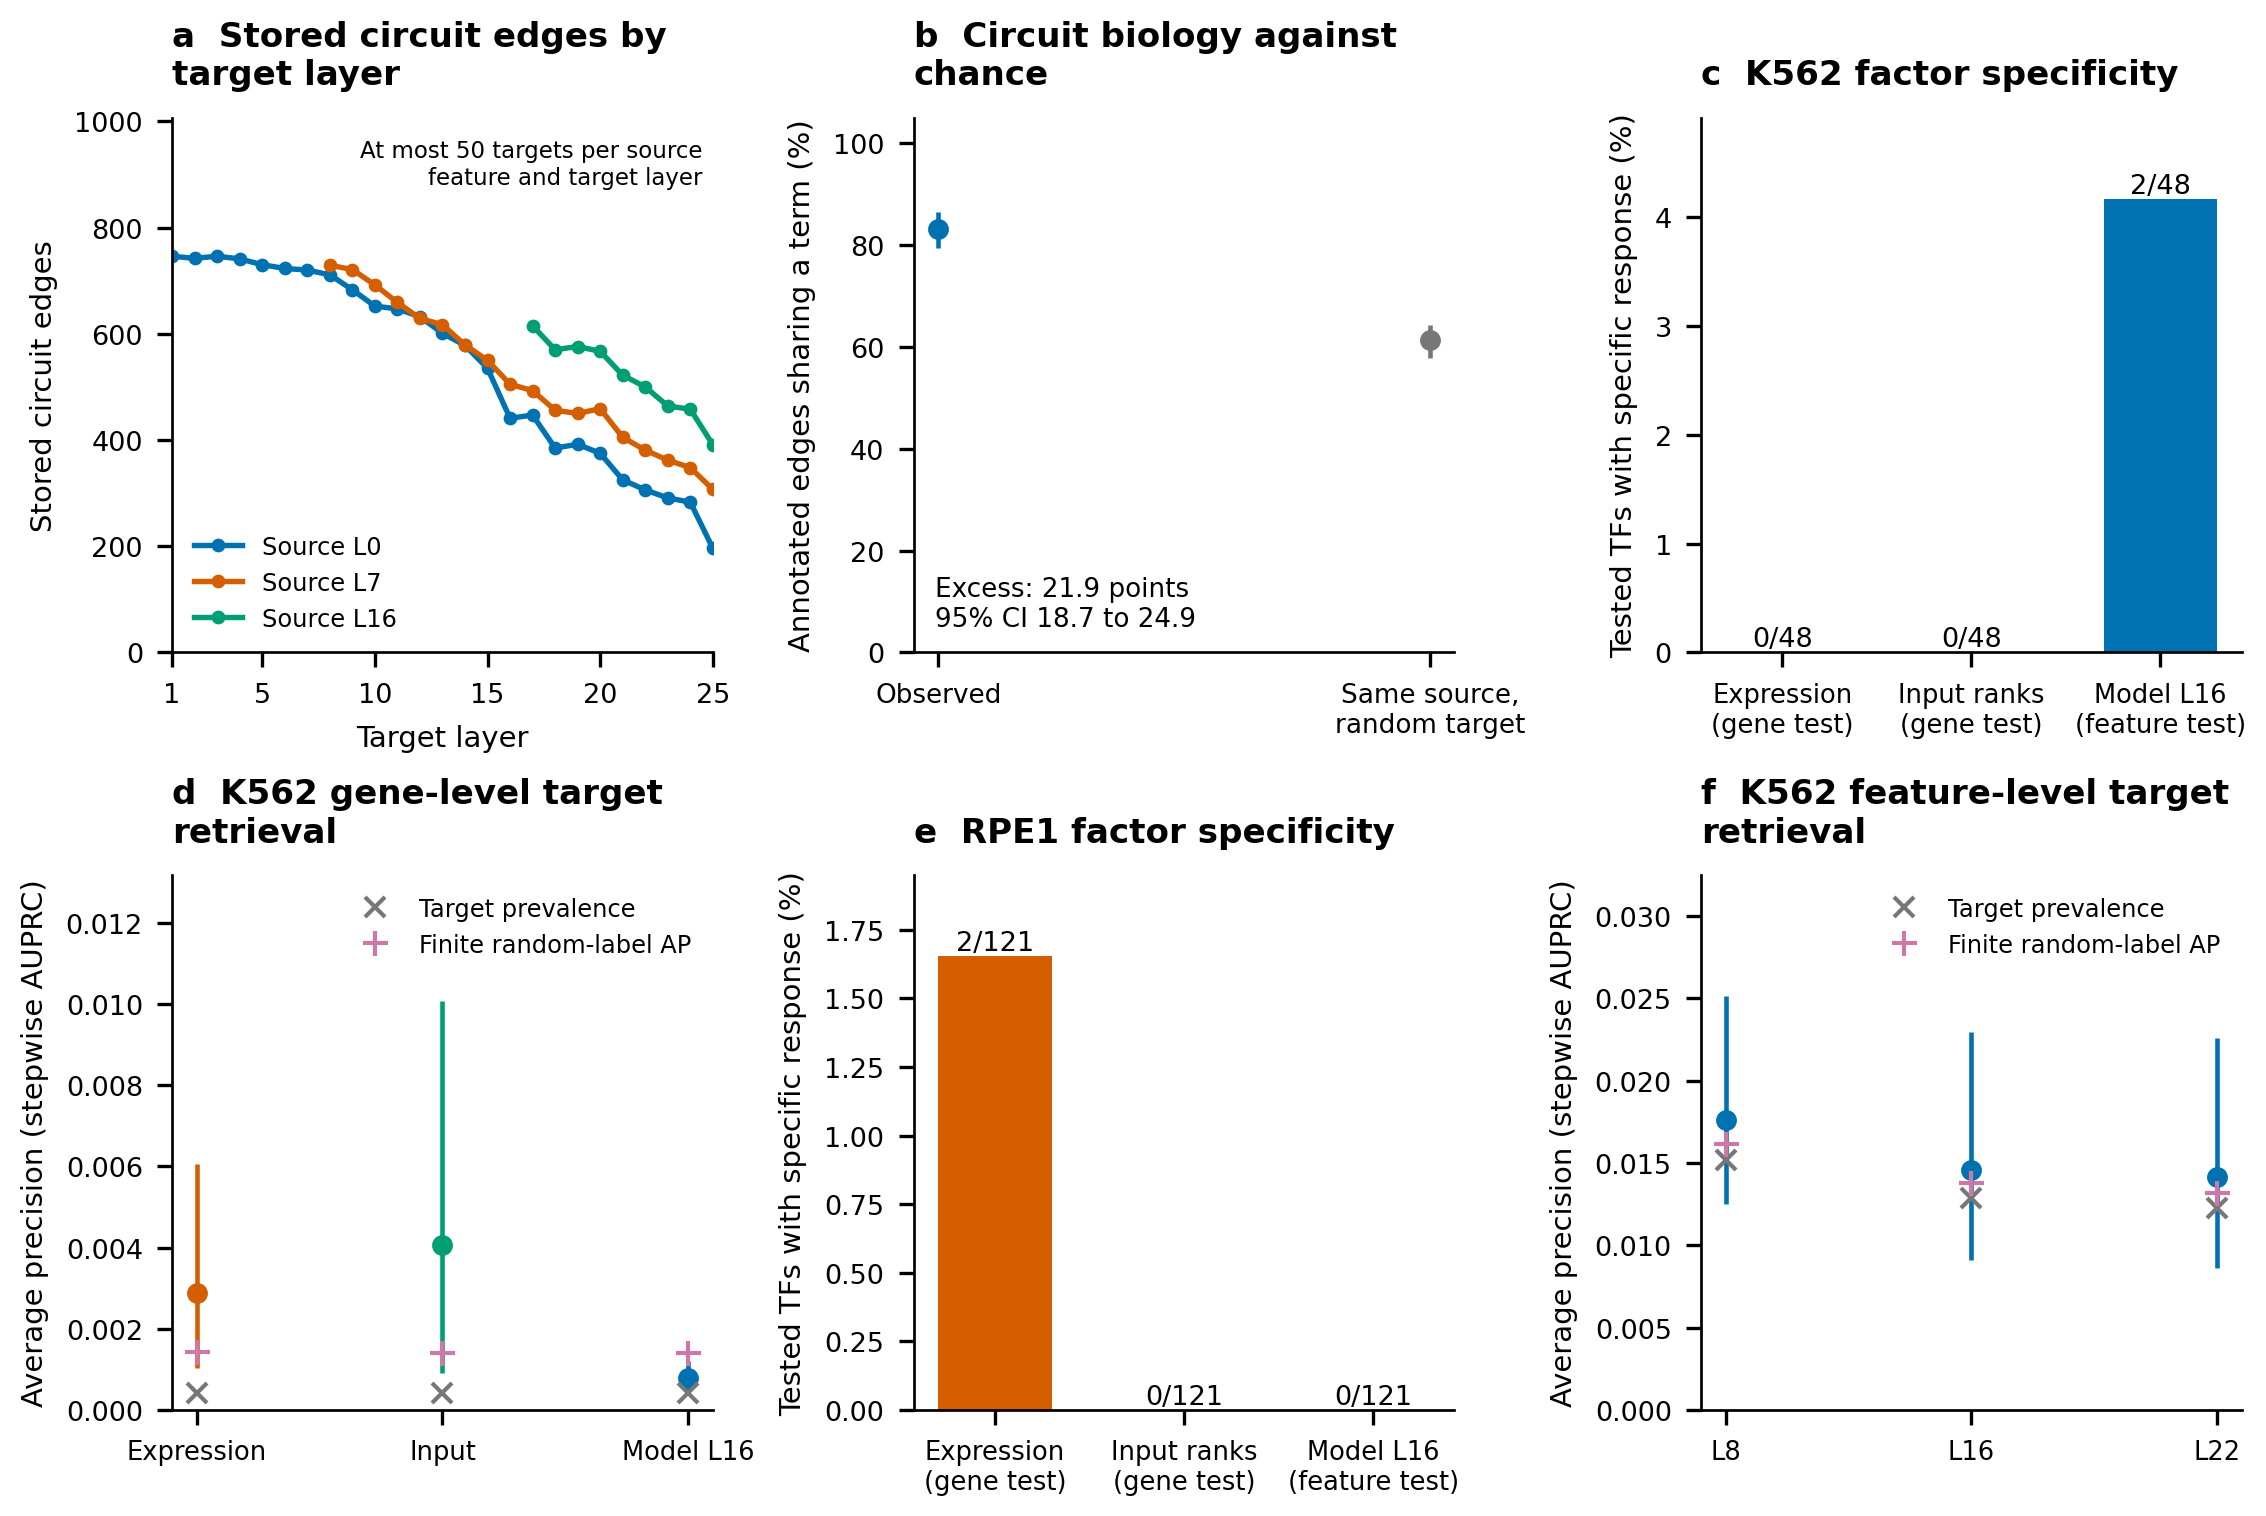 a  Stored circuit edges by
target layer
Stored circuit edges
1000
800
600
400
200
0
At most 50 targets per source
feature and target layer
Source L0
Source L7
Source L16
1
5
10
15
20
25
Target layer
b  Circuit biology against
chance
Annotated edges sharing a term (%)
100
80
60
40
20
0
Excess: 21.9 points
95% CI 18.7 to 24.9
Observed
Same source,
random target
c  K562 factor specificity
Tested TFs with specific response (%)
4
3
2
1
0
0/48
0/48
2/48
Expression
(gene test)
Input ranks
(gene test)
Model L16
(feature test)
d  K562 gene-level target
retrieval
Average precision (stepwise AUPRC)
0.012
0.010
0.008
0.006
0.004
0.002
0.000
Target prevalence
Finite random-label AP
Expression
Input
Model L16
e  RPE1 factor specificity
Tested TFs with specific response (%)
1.75
1.50
1.25
1.00
0.75
0.50
0.25
0.00
2/121
0/121
0/121
Expression
(gene test)
Input ranks
(gene test)
Model L16
(feature test)
f  K562 feature-level target
retrieval
Average precision (stepwise AUPRC)
0.030
0.025
0.020
0.015
0.010
0.005
0.000
Target prevalence
Finite random-label AP
L8
L16
L22